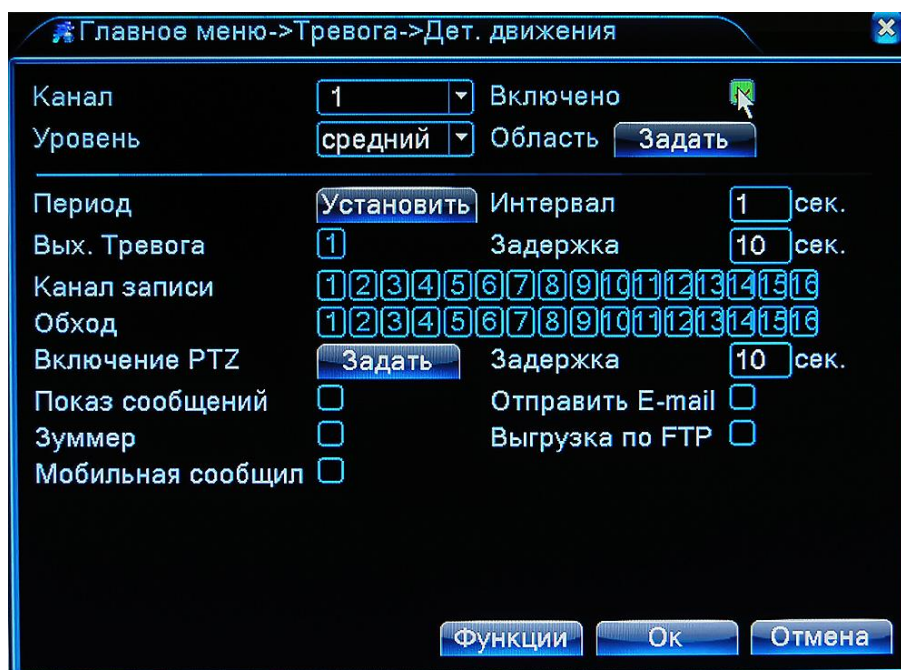 Главное меню->Тревога->Дет. движения
Канал 1 Включено
Уровень средний Область Задать
Период Установить Интервал 1 сек.
Вых. Тревога 1 Задержка 10 сек.
Канал записи 1 2 3 4 5 6 7 8 9 10 11 12 13 14 15 16
Обход 1 2 3 4 5 6 7 8 9 10 11 12 13 14 15 16
Включение PTZ Задать Задержка 10 сек.
Показ сообщений Отправить E-mail
Зуммер Выгрузка по FTP
Мобильная сообщил
Функции Ок Отмена